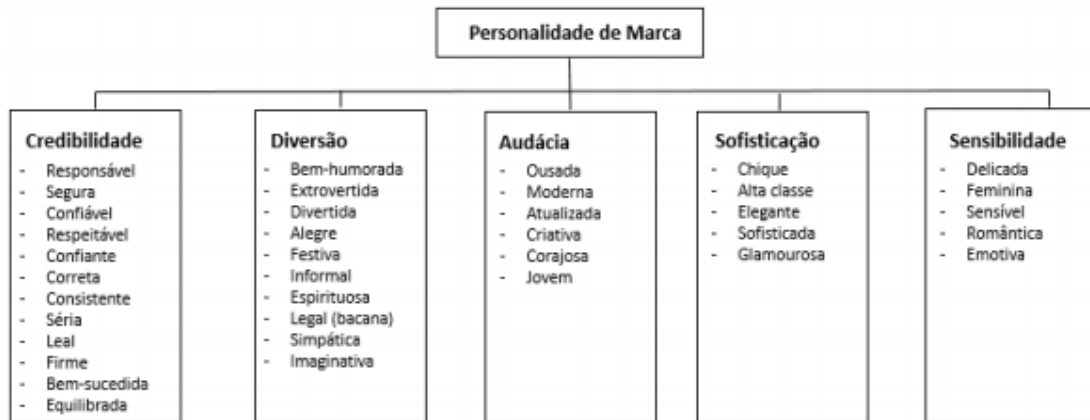 Personalidade de Marca
Credibilidade
- Responsável
- Segura
- Confiável
- Respeitável
- Confiante
- Correta
- Consistente
- Séria
- Leal
- Firme
- Bem-sucedida
- Equilibrada
Diversão
- Bem-humorada
- Extrovertida
- Divertida
- Alegre
- Festiva
- Informal
- Espirituosa
- Legal (bacana)
- Simpática
- Imaginativa
Audácia
- Ousada
- Moderna
- Atualizada
- Criativa
- Corajosa
- Jovem
Sofisticação
- Chique
- Alta classe
- Elegante
- Sofisticada
- Glamourosa
Sensibilidade
- Delicada
- Feminina
- Sensível
- Romântica
- Emotiva